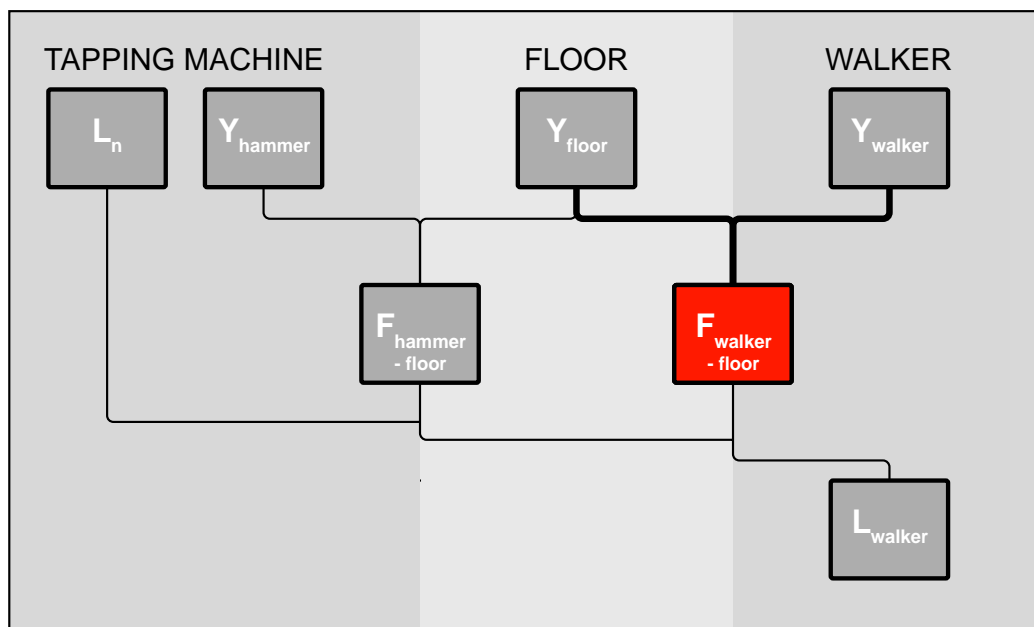 TAPPING MACHINE
FLOOR
WALKER
Ln
Yhammer
Yfloor
Ywalker
Fhammer
- floor
Fwalker
- floor
Lwalker